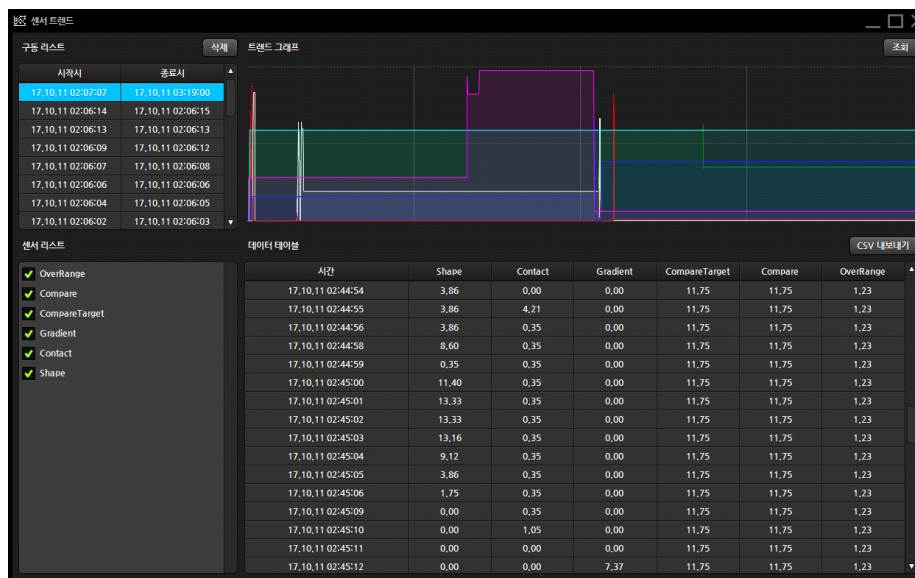 센서 트렌드
구동 리스트 삭제
시작시 종료시
17.10.11 02:07:07 17.10.11 03:19:00
17.10.11 02:06:14 17.10.11 02:06:15
17.10.11 02:06:13 17.10.11 02:06:13
17.10.11 02:06:09 17.10.11 02:06:12
17.10.11 02:06:07 17.10.11 02:06:08
17.10.11 02:06:06 17.10.11 02:06:06
17.10.11 02:06:04 17.10.11 02:06:05
17.10.11 02:06:02 17.10.11 02:06:03
트렌드 그래프 조회
센서 리스트
OverRange
Compare
CompareTarget
Gradient
Contact
Shape
데이터 테이블 CSV 내보내기
시간 Shape Contact Gradient CompareTarget Compare OverRange
17.10.11 02:44:54 3.86 0.00 0.00 11.75 11.75 1.23
17.10.11 02:44:55 3.86 4.21 0.00 11.75 11.75 1.23
17.10.11 02:44:56 3.86 0.35 0.00 11.75 11.75 1.23
17.10.11 02:44:58 8.60 0.35 0.00 11.75 11.75 1.23
17.10.11 02:44:59 0.35 0.35 0.00 11.75 11.75 1.23
17.10.11 02:45:00 11.40 0.35 0.00 11.75 11.75 1.23
17.10.11 02:45:01 13.33 0.35 0.00 11.75 11.75 1.23
17.10.11 02:45:02 13.33 0.35 0.00 11.75 11.75 1.23
17.10.11 02:45:03 13.16 0.35 0.00 11.75 11.75 1.23
17.10.11 02:45:04 9.12 0.35 0.00 11.75 11.75 1.23
17.10.11 02:45:05 3.86 0.35 0.00 11.75 11.75 1.23
17.10.11 02:45:06 1.75 0.35 0.00 11.75 11.75 1.23
17.10.11 02:45:09 0.00 0.35 0.00 11.75 11.75 1.23
17.10.11 02:45:10 0.00 1.05 0.00 11.75 11.75 1.23
17.10.11 02:45:11 0.00 0.00 0.00 11.75 11.75 1.23
17.10.11 02:45:12 0.00 0.00 7.37 11.75 11.75 1.23